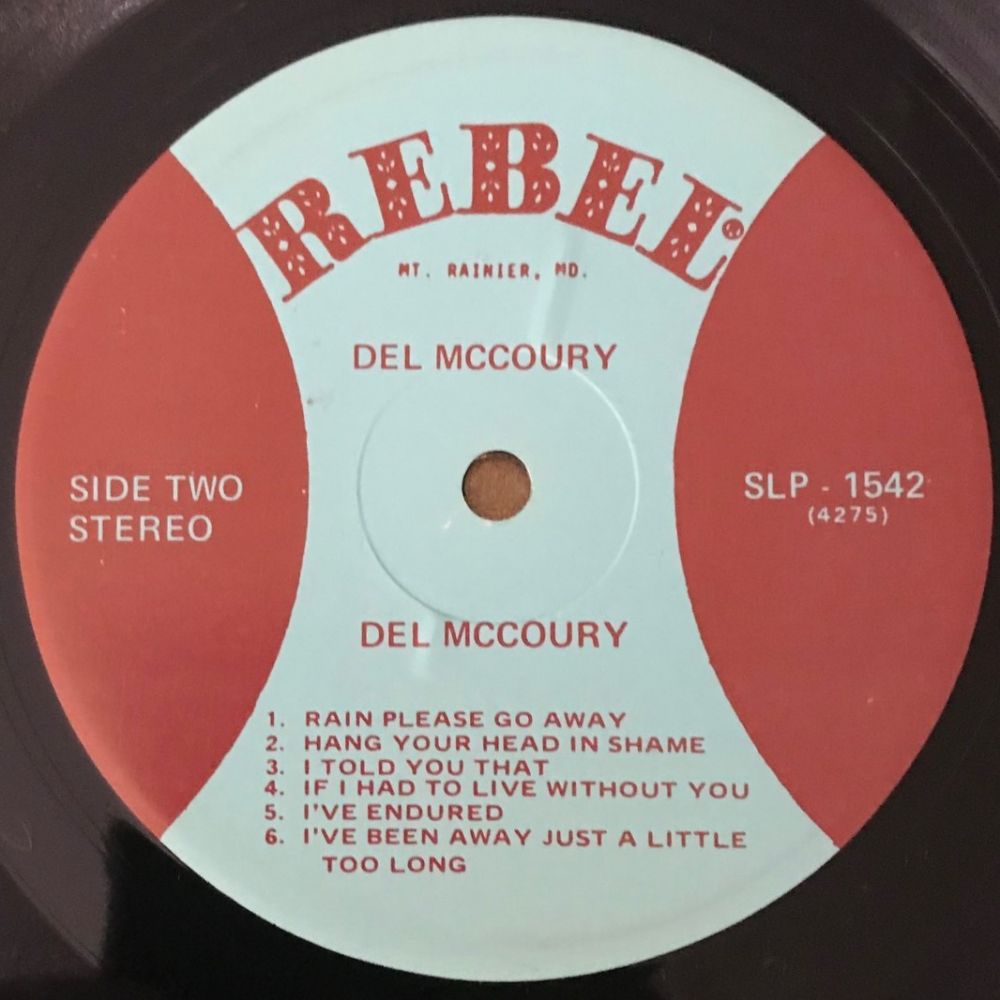 REBEL®
MT. RAINIER, MD.
DEL MCCOURY
SIDE TWO
STEREO
SLP - 1542
(4275)
DEL MCCOURY
1. RAIN PLEASE GO AWAY
2. HANG YOUR HEAD IN SHAME
3. I TOLD YOU THAT
4. IF I HAD TO LIVE WITHOUT YOU
5. I'VE ENDURED
6. I'VE BEEN AWAY JUST A LITTLE
TOO LONG